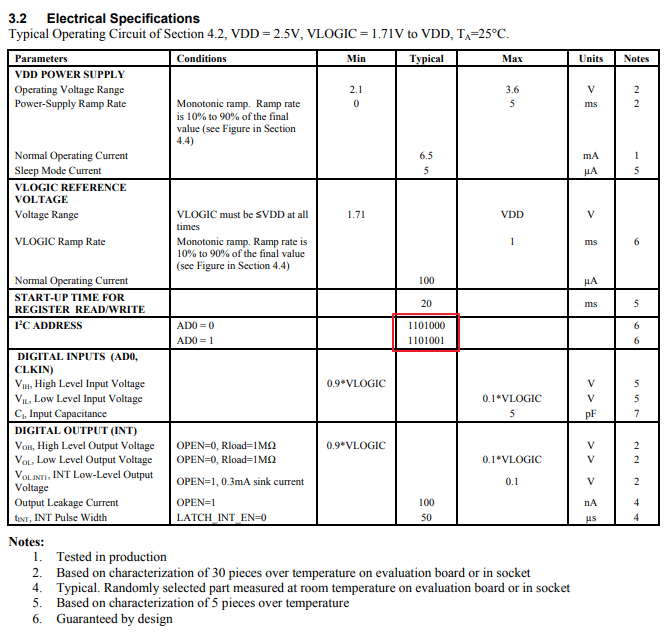 3.2 Electrical Specifications
Typical Operating Circuit of Section 4.2, VDD = 2.5V, VLOGIC = 1.71V to VDD, TA=25°C.
Parameters Conditions Min Typical Max Units Notes
VDD POWER SUPPLY
Operating Voltage Range 2.1 3.6 V 2
Power-Supply Ramp Rate Monotonic ramp. Ramp rate 0 5 ms 2
is 10% to 90% of the final
value (see Figure in Section
4.4)
Normal Operating Current 6.5 mA 1
Sleep Mode Current 5 µA 5
VLOGIC REFERENCE
VOLTAGE
Voltage Range VLOGIC must be ≤VDD at all 1.71 VDD V
times
VLOGIC Ramp Rate Monotonic ramp. Ramp rate is 1 ms 6
10% to 90% of the final value
(see Figure in Section 4.4)
Normal Operating Current 100 µA
START-UP TIME FOR
REGISTER READ/WRITE 20 ms 5
I²C ADDRESS AD0 = 0 1101000 6
AD0 = 1 1101001 6
DIGITAL INPUTS (AD0,
CLKIN)
VIH, High Level Input Voltage 0.9*VLOGIC V 5
VIL, Low Level Input Voltage 0.1*VLOGIC V 5
CI, Input Capacitance 5 pF 7
DIGITAL OUTPUT (INT)
VOH, High Level Output Voltage OPEN=0, Rload=1MΩ 0.9*VLOGIC V 2
VOL, Low Level Output Voltage OPEN=0, Rload=1MΩ 0.1*VLOGIC V 2
VOL.INT1, INT Low-Level Output
Voltage OPEN=1, 0.3mA sink current 0.1 V 2
Output Leakage Current OPEN=1 100 nA 4
tINT, INT Pulse Width LATCH_INT_EN=0 50 µs 4
Notes:
1. Tested in production
2. Based on characterization of 30 pieces over temperature on evaluation board or in socket
4. Typical. Randomly selected part measured at room temperature on evaluation board or in socket
5. Based on characterization of 5 pieces over temperature
6. Guaranteed by design